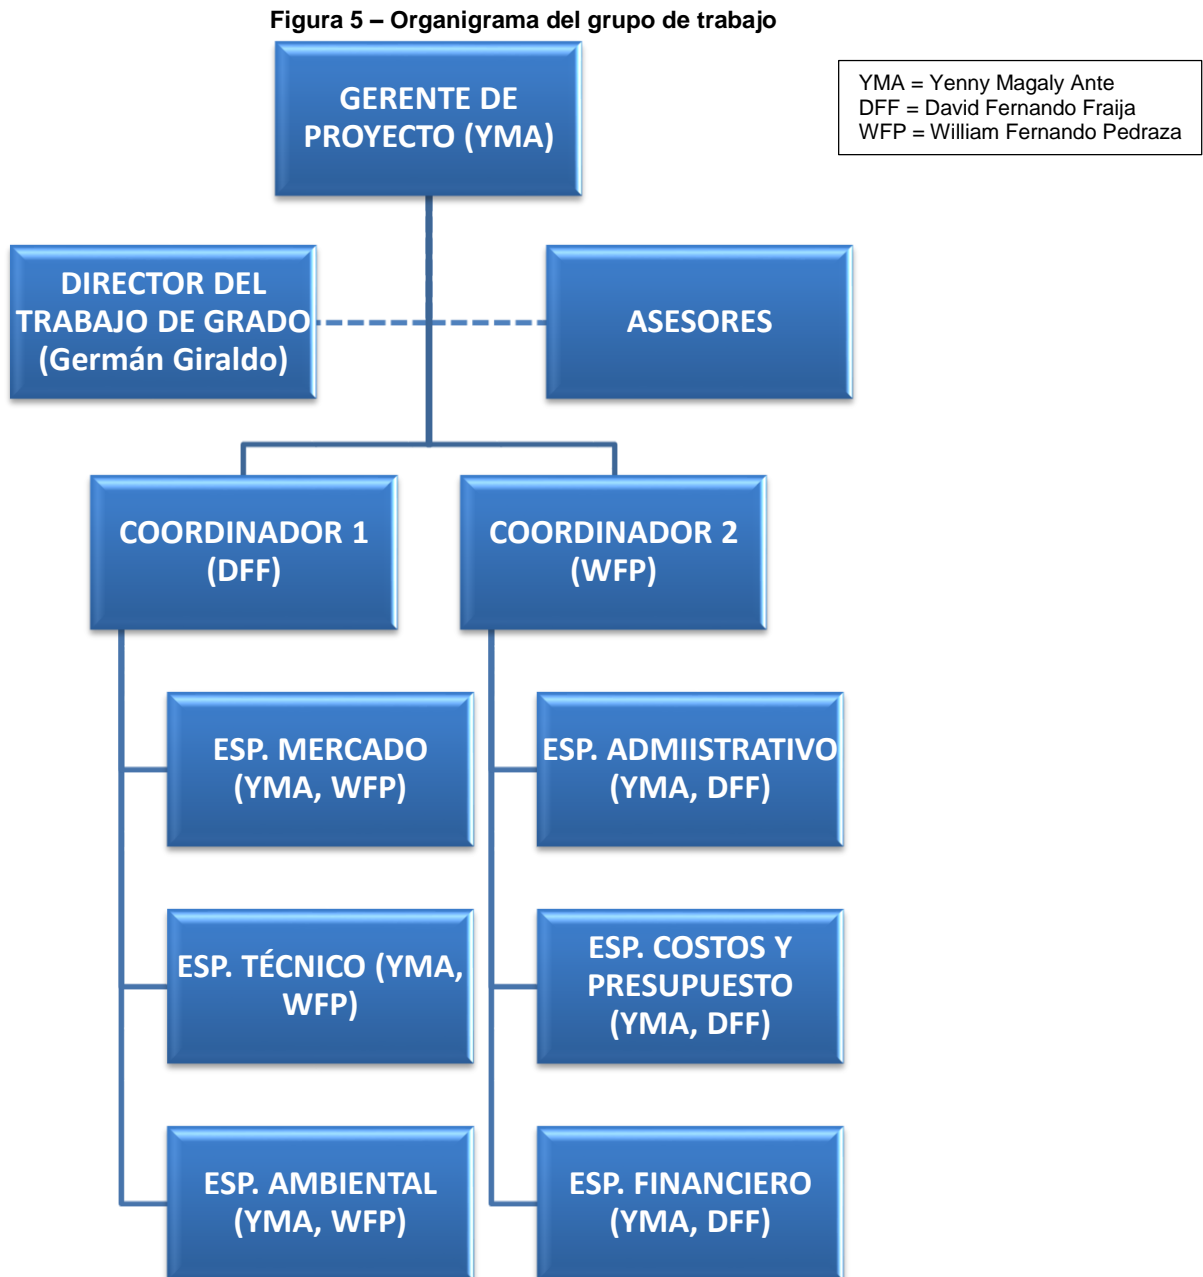 Figura 5 – Organigrama del grupo de trabajo
GERENTE DE
PROYECTO (YMA)
YMA = Yenny Magaly Ante
DFF = David Fernando Fraija
WFP = William Fernando Pedraza
DIRECTOR DEL
TRABAJO DE GRADO
(Germán Giraldo)
ASESORES
COORDINADOR 1
(DFF)
COORDINADOR 2
(WFP)
ESP. MERCADO
(YMA, WFP)
ESP. ADMIISTRATIVO
(YMA, DFF)
ESP. TÉCNICO (YMA,
WFP)
ESP. COSTOS Y
PRESUPUESTO
(YMA, DFF)
ESP. AMBIENTAL
(YMA, WFP)
ESP. FINANCIERO
(YMA, DFF)